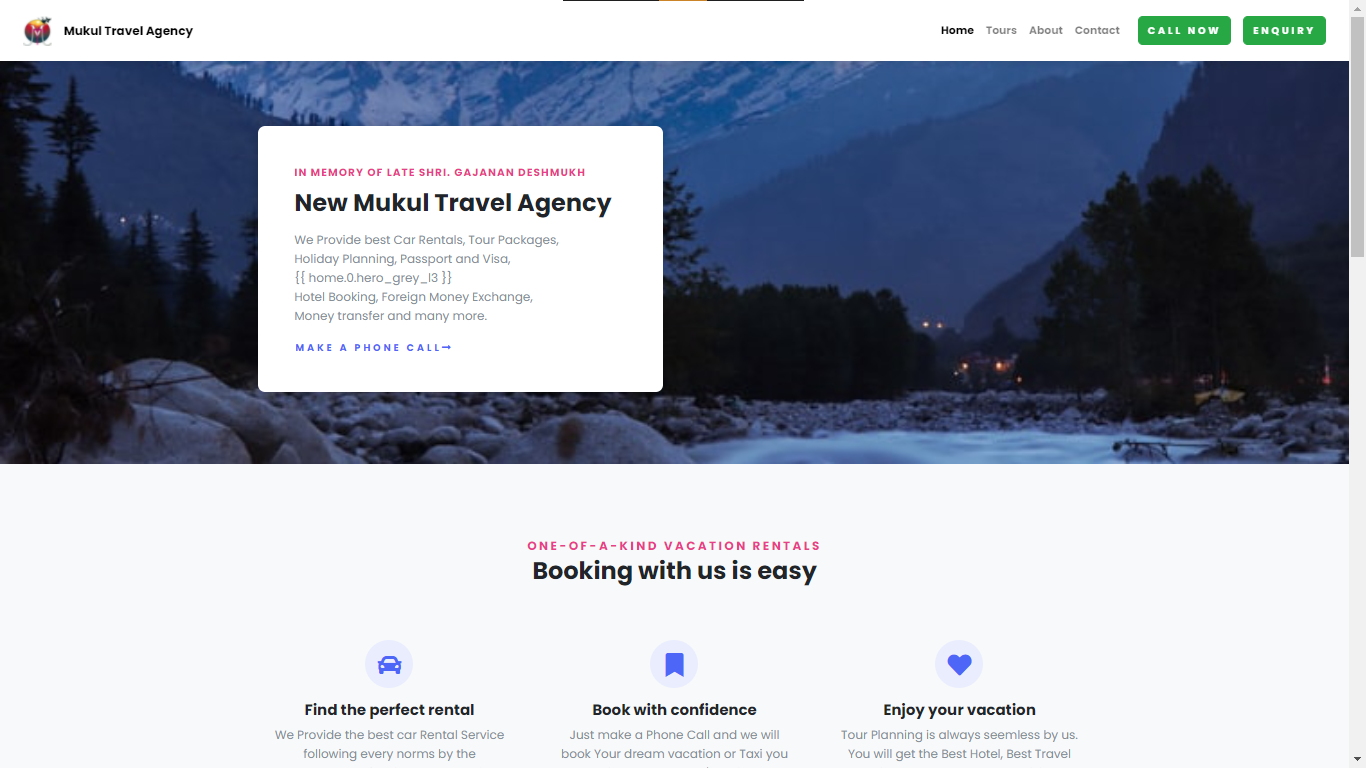 Mukul Travel Agency
Home Tours About Contact CALL NOW ENQUIRY
IN MEMORY OF LATE SHRI. GAJANAN DESHMUKH
New Mukul Travel Agency
We Provide best Car Rentals, Tour Packages,
Holiday Planning, Passport and Visa,
{{ home.0.hero_grey_l3 }}
Hotel Booking, Foreign Money Exchange,
Money transfer and many more.
MAKE A PHONE CALL→
ONE-OF-A-KIND VACATION RENTALS
Booking with us is easy
Find the perfect rental
We Provide the best car Rental Service
following every norms by the
Book with confidence
Just make a Phone Call and we will
book Your dream vacation or Taxi you
Enjoy your vacation
Tour Planning is always seemless by us.
You will get the Best Hotel, Best Travel